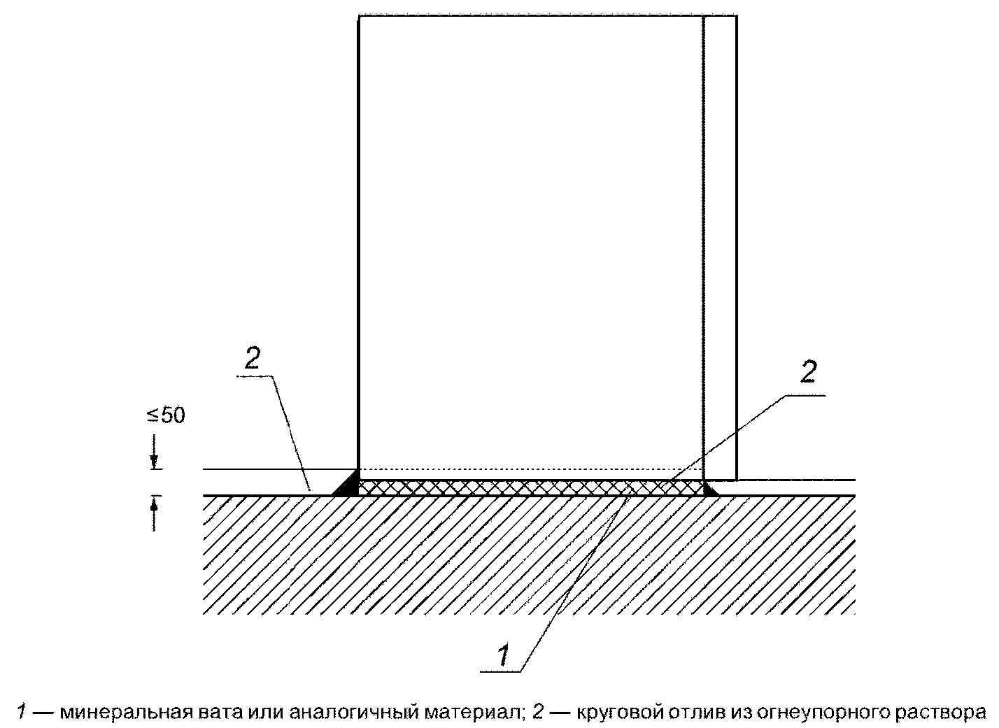 2
2
≤50
1
1 — минеральная вата или аналогичный материал; 2 — круговой отлив из огнеупорного раствора